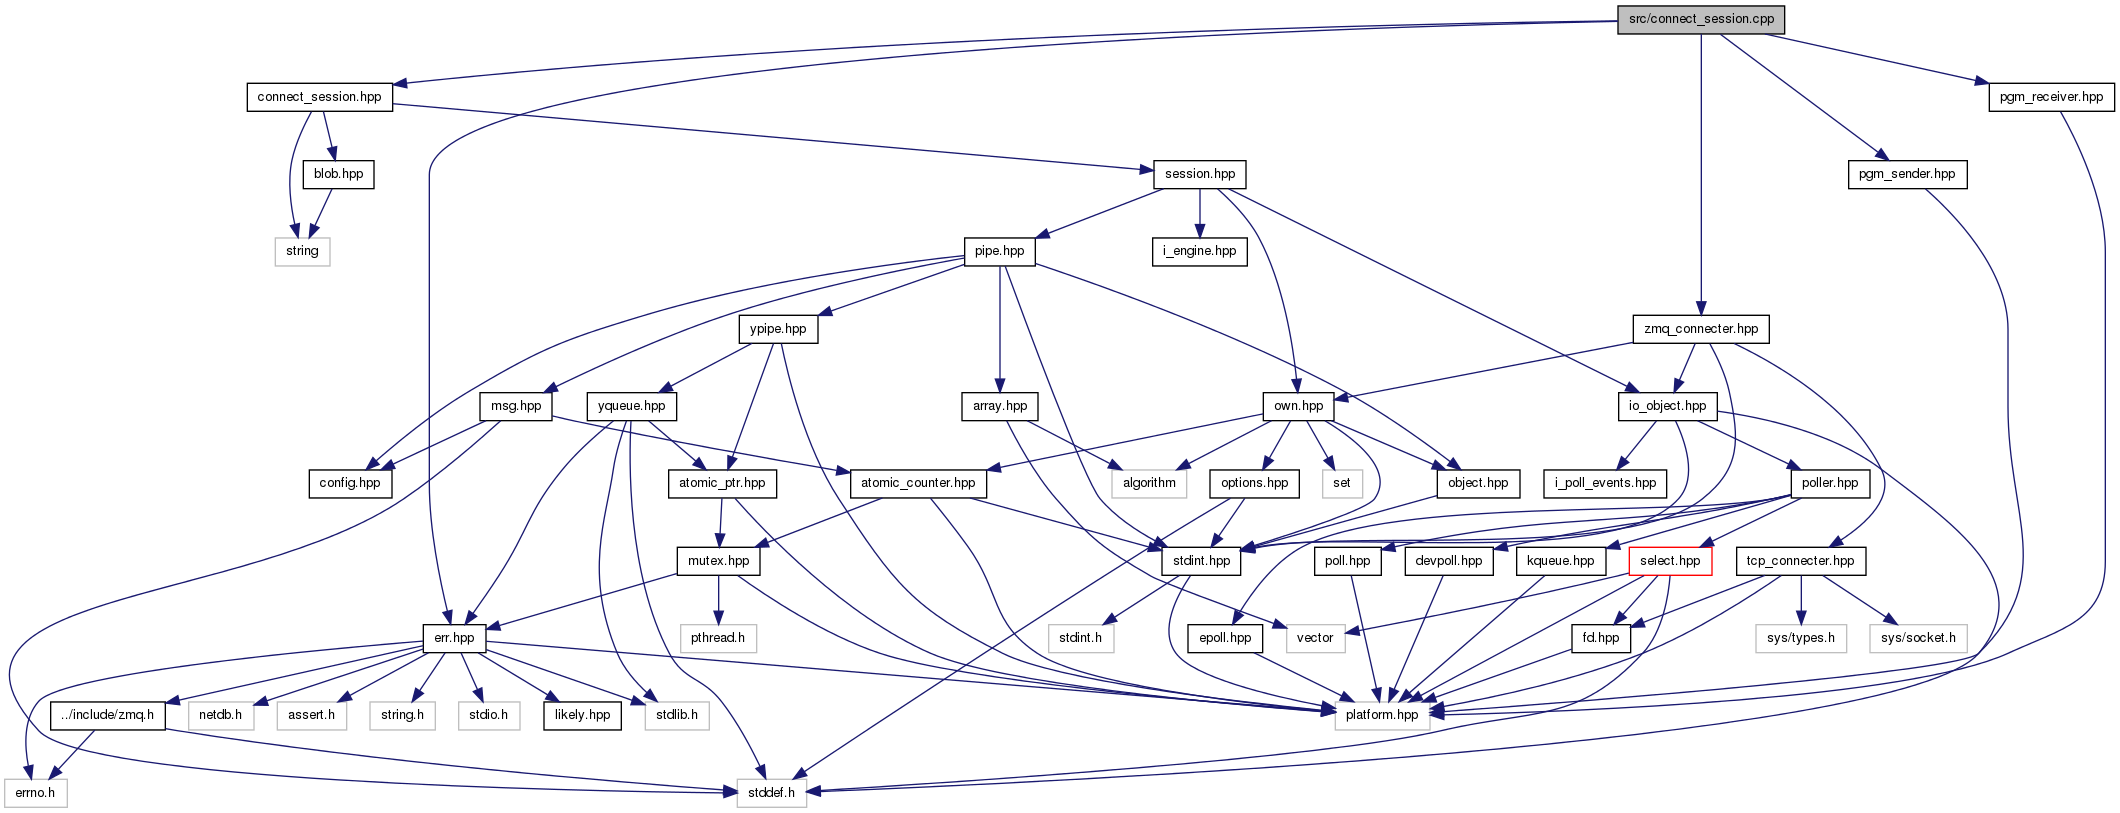 src/connect_session.cpp
connect_session.hpp
pgm_receiver.hpp
blob.hpp
session.hpp
pgm_sender.hpp
string
pipe.hpp
i_engine.hpp
ypipe.hpp
zmq_connecter.hpp
msg.hpp
yqueue.hpp
array.hpp
own.hpp
io_object.hpp
config.hpp
atomic_ptr.hpp
atomic_counter.hpp
algorithm
options.hpp
set
object.hpp
i_poll_events.hpp
poller.hpp
mutex.hpp
stdint.hpp
poll.hpp
devpoll.hpp
kqueue.hpp
select.hpp
tcp_connecter.hpp
err.hpp
pthread.h
stdint.h
epoll.hpp
vector
fd.hpp
sys/types.h
sys/socket.h
../include/zmq.h
netdb.h
assert.h
string.h
stdio.h
likely.hpp
stdlib.h
platform.hpp
errno.h
stddef.h